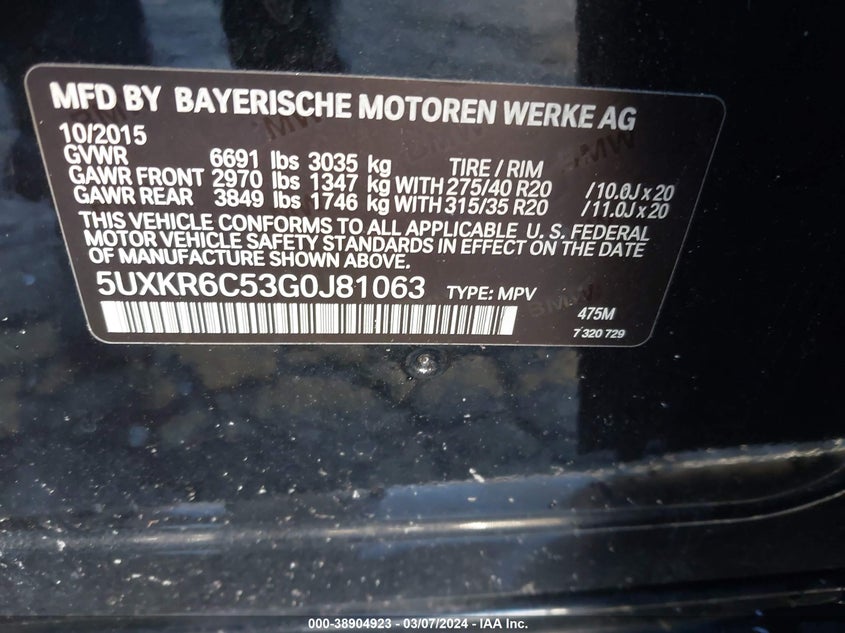 MFD BY BAYERISCHE MOTOREN WERKE AG
10/2015
GVWR 6691 lbs 3035 kg TIRE / RIM
GAWR FRONT 2970 lbs 1347 kg WITH 275/40 R20 /10.0J x 20
GAWR REAR 3849 lbs 1746 kg WITH 315/35 R20 /11.0J x 20
THIS VEHICLE CONFORMS TO ALL APPLICABLE U. S. FEDERAL
MOTOR VEHICLE SAFETY STANDARDS IN EFFECT ON THE DATE
OF MANUFACTURE SHOWN ABOVE.
5UXKR6C53G0J81063 TYPE: MPV
475M
7 320 729
000-38904923 - 03/07/2024 - IAA Inc.